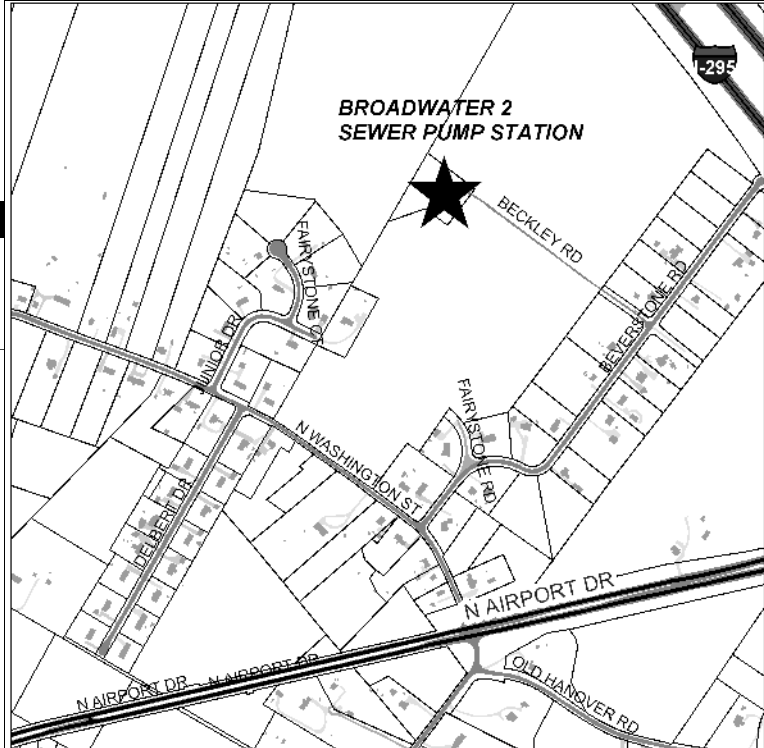 I-295
BROADWATER 2
SEWER PUMP STATION
BECKLEY RD
FAIRYSTONE CT
BEVERSTONE RD
JUNIOR DR
FAIRYSTONE RD
N WASHINGTON ST
DELBERT DR
N AIRPORT DR
N AIRPORT DR
N AIRPORT DR
OLD HANOVER RD